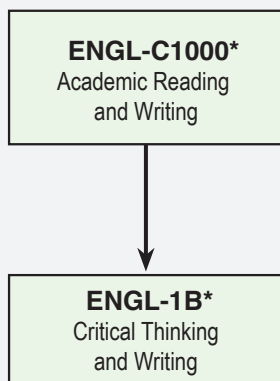 ENGL-C1000*
Academic Reading
and Writing
ENGL-1B*
Critical Thinking
and Writing